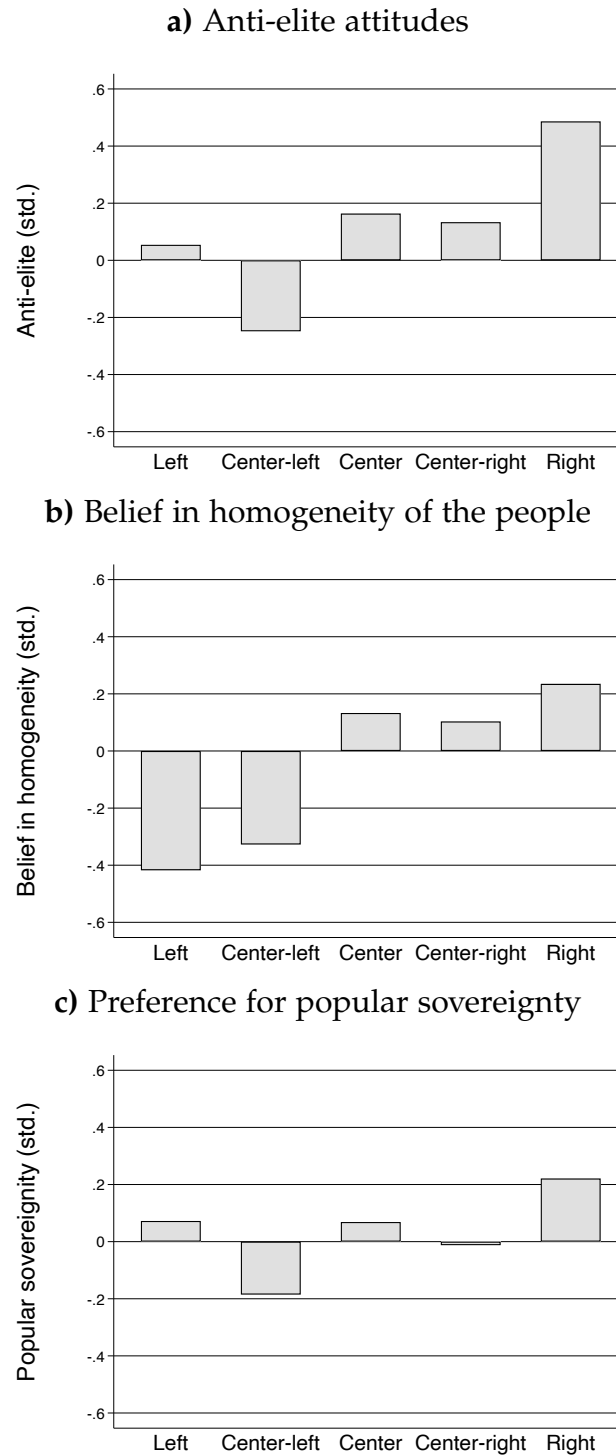 a) Anti-elite attitudes
.6
.4
.2
0
-.2
-.4
-.6
Anti-elite (std.)
Left Center-left Center Center-right Right
b) Belief in homogeneity of the people
.6
.4
.2
0
-.2
-.4
-.6
Belief in homogeneity (std.)
Left Center-left Center Center-right Right
c) Preference for popular sovereignty
.6
.4
.2
0
-.2
-.4
-.6
Popular sovereignity (std.)
Left Center-left Center Center-right Right